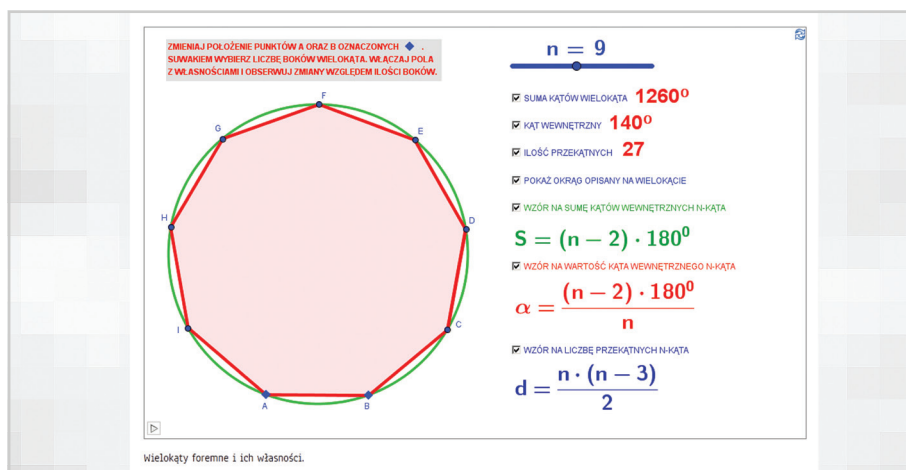 ZMIENIAJ POŁOŻENIE PUNKTÓW A ORAZ B OZNACZONYCH ◆ .
SUWAKIEM WYBIERZ LICZBĘ BOKÓW WIELOKĄTA. WŁĄCZAJ POLA
Z WŁASNOŚCIAMI I OBSERWUJ ZMIANY WZGLĘDEM ILOŚCI BOKÓW.
n = 9
SUMA KĄTÓW WIELOKĄTA 1260º
KĄT WEWNĘTRZNY 140º
ILOŚĆ PRZEKĄTNYCH 27
POKAŻ OKRĄG OPISANY NA WIELOKĄCIE
WZÓR NA SUMĘ KĄTÓW WEWNĘTRZNYCH N-KĄTA
S = (n − 2) · 180⁰
WZÓR NA WARTOŚĆ KĄTA WEWNĘTRZNEGO N-KĄTA
α = (n − 2) · 180⁰ / n
WZÓR NA LICZBĘ PRZEKĄTNYCH N-KĄTA
d = n · (n − 3) / 2
F
G
E
H
D
I
C
A
B
Wielokąty foremne i ich własności.